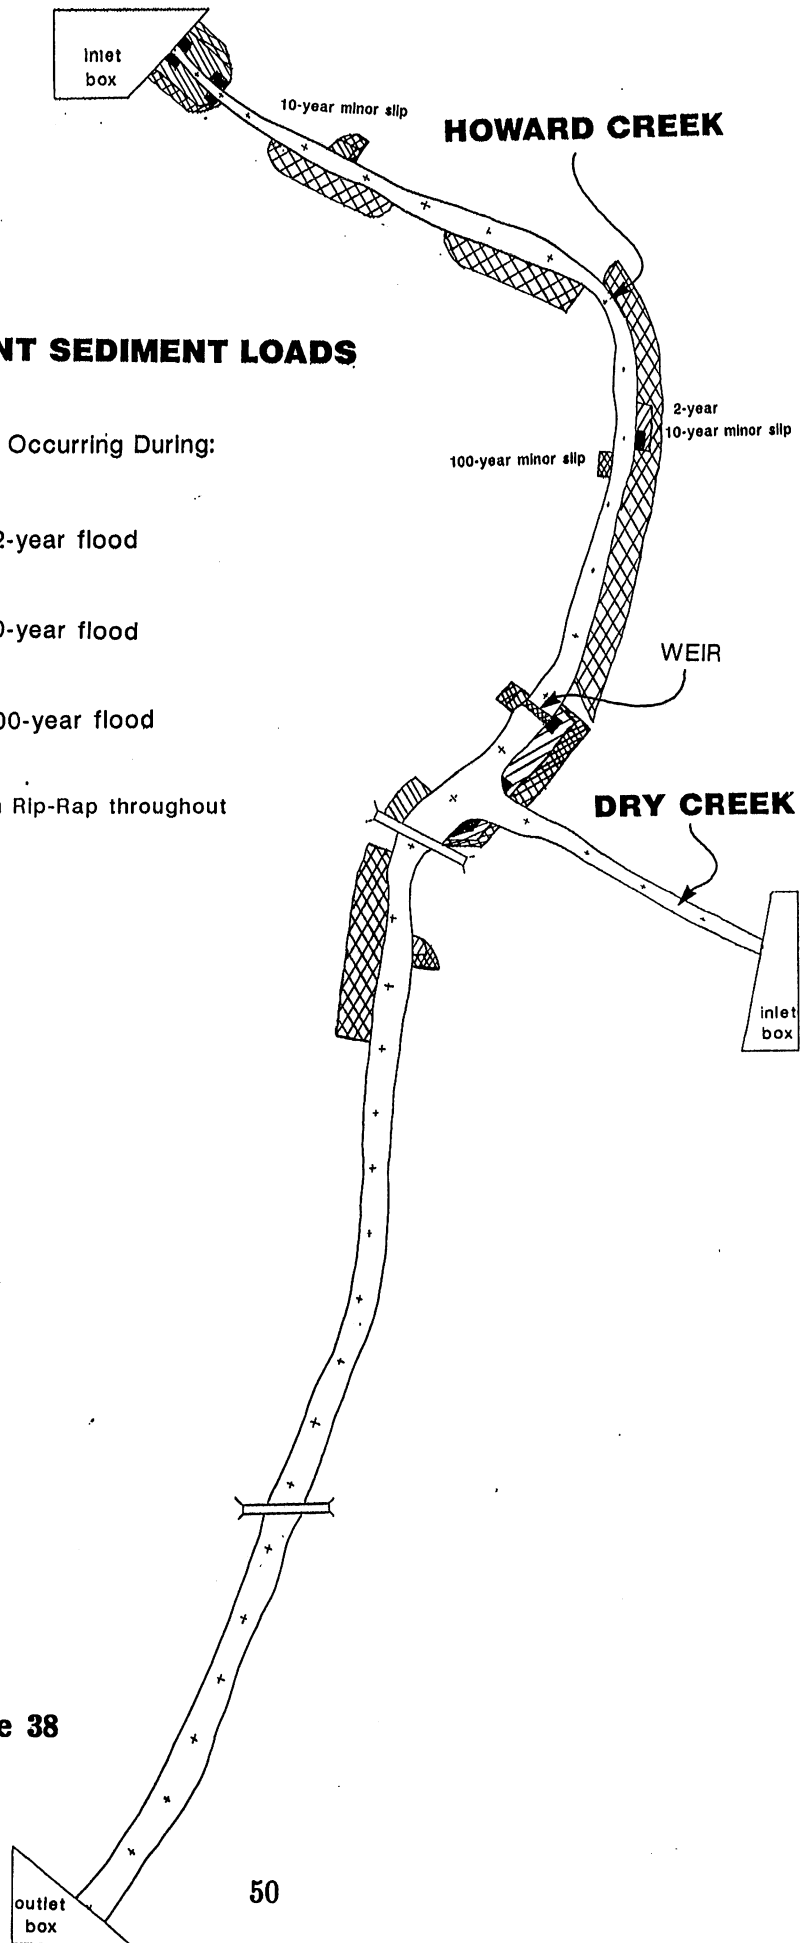 inlet
box
10-year minor slip
HOWARD CREEK
NT SEDIMENT LOADS
Occurring During:
2-year
10-year minor slip
100-year minor slip
2-year flood
0-year flood
00-year flood
WEIR
Rip-Rap throughout
DRY CREEK
inlet
box
e 38
50
outlet
box